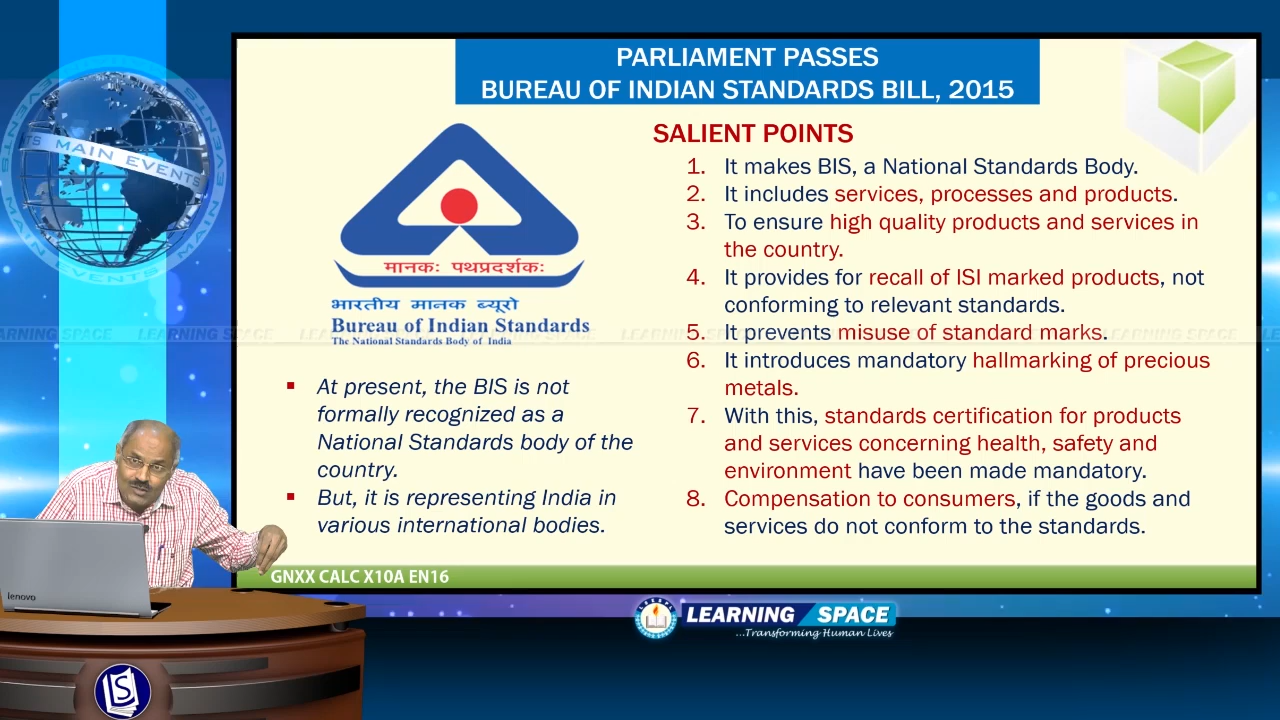 PARLIAMENT PASSES
BUREAU OF INDIAN STANDARDS BILL, 2015
MAIN EVENTS
मानकः पथप्रदर्शकः
भारतीय मानक ब्यूरो
Bureau of Indian Standards
The National Standards Body of India
▪ At present, the BIS is not
formally recognized as a
National Standards body of the
country.
▪ But, it is representing India in
various international bodies.
SALIENT POINTS
1. It makes BIS, a National Standards Body.
2. It includes services, processes and products.
3. To ensure high quality products and services in
the country.
4. It provides for recall of ISI marked products, not
conforming to relevant standards.
5. It prevents misuse of standard marks.
6. It introduces mandatory hallmarking of precious
metals.
7. With this, standards certification for products
and services concerning health, safety and
environment have been made mandatory.
8. Compensation to consumers, if the goods and
services do not conform to the standards.
LEARNING SPACE LEARNING SPACE LEARNING SPACE
GNXX CALC X10A EN16
lenovo
LEARNING SPACE
...Transforming Human Lives
LS